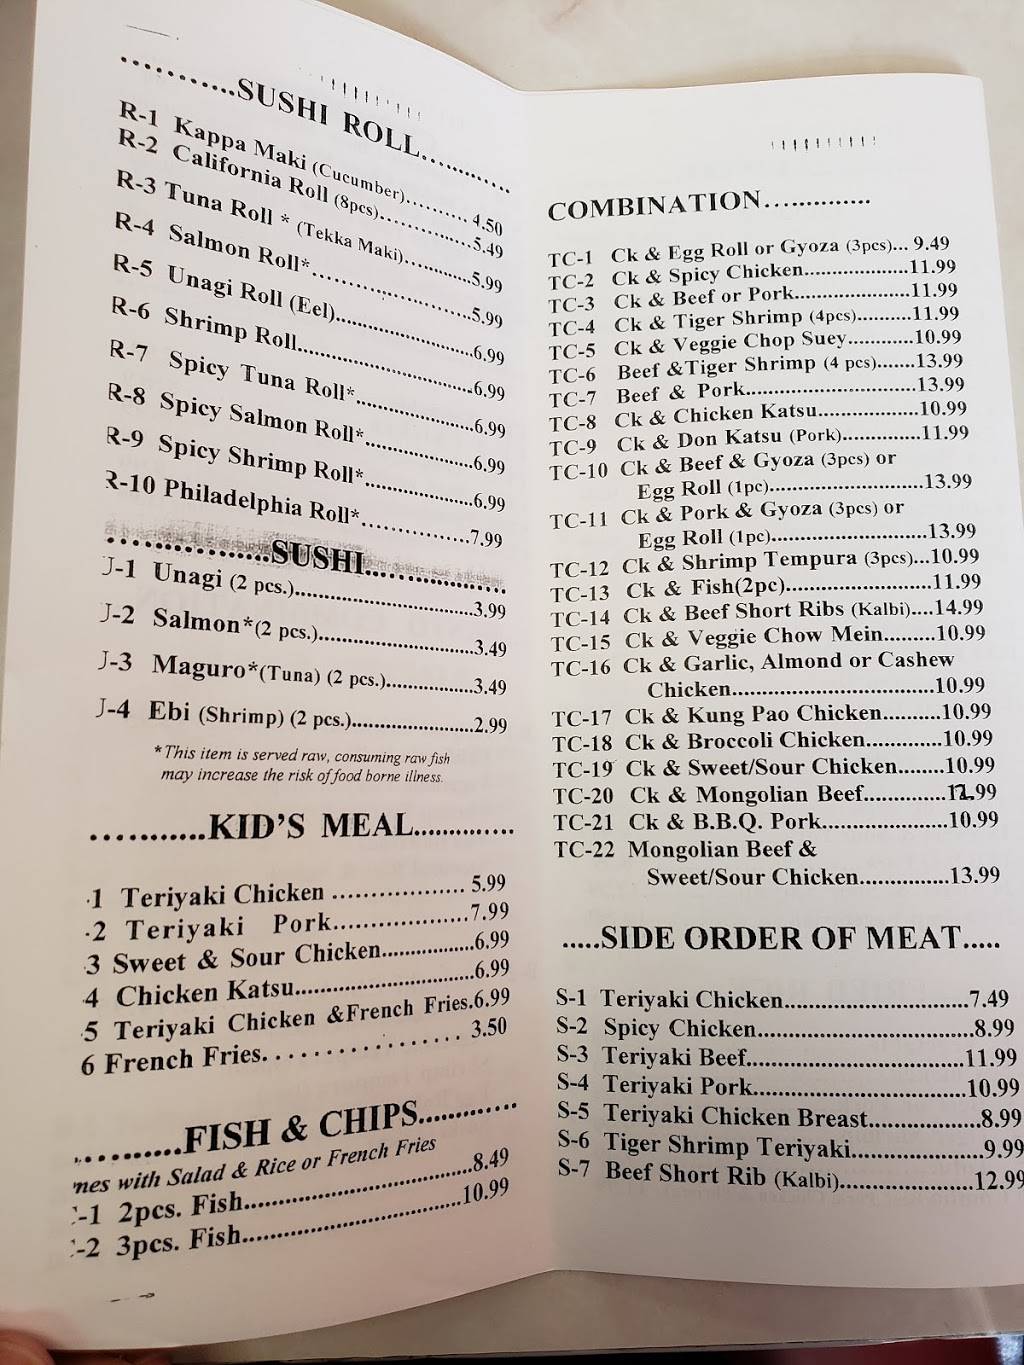 ...........SUSHI ROLL...........
R-1 Kappa Maki (Cucumber)......... 4.50
R-2 California Roll (8pcs)............5.49
R-3 Tuna Roll * (Tekka Maki)...........5.99
R-4 Salmon Roll*.........................5.99
R-5 Unagi Roll (Eel)......................6.99
R-6 Shrimp Roll...........................6.99
R-7 Spicy Tuna Roll*...................6.99
R-8 Spicy Salmon Roll*.................6.99
R-9 Spicy Shrimp Roll*.................6.99
R-10 Philadelphia Roll*................7.99
.................SUSHI.................
J-1 Unagi (2 pcs.)...........................3.99
J-2 Salmon*(2 pcs.)........................3.49
J-3 Maguro*(Tuna) (2 pcs.)................3.49
J-4 Ebi (Shrimp) (2 pcs.)...................2.99
*This item is served raw, consuming raw fish
may increase the risk of food borne illness.
...........KID'S MEAL.............
1 Teriyaki Chicken .................. 5.99
2 Teriyaki Pork..................7.99
3 Sweet & Sour Chicken................6.99
4 Chicken Katsu..........................6.99
5 Teriyaki Chicken &French Fries.6.99
6 French Fries. . . . . . . . . . . . . . . . . 3.50
...........FISH & CHIPS............
mes with Salad & Rice or French Fries
-1 2pcs. Fish...............................8.49
-2 3pcs. Fish..............................10.99
COMBINATION...............
TC-1 Ck & Egg Roll or Gyoza (3pcs)... 9.49
TC-2 Ck & Spicy Chicken....................11.99
TC-3 Ck & Beef or Pork......................11.99
TC-4 Ck & Tiger Shrimp (4pcs)..........11.99
TC-5 Ck & Veggie Chop Suey............10.99
TC-6 Beef &Tiger Shrimp (4 pcs).......13.99
TC-7 Beef & Pork...............................13.99
TC-8 Ck & Chicken Katsu...................10.99
TC-9 Ck & Don Katsu (Pork)..............11.99
TC-10 Ck & Beef & Gyoza (3pcs) or
Egg Roll (1pc)............................13.99
TC-11 Ck & Pork & Gyoza (3pcs) or
Egg Roll (1pc)............................13.99
TC-12 Ck & Shrimp Tempura (3pcs)...10.99
TC-13 Ck & Fish(2pc).........................11.99
TC-14 Ck & Beef Short Ribs (Kalbi)....14.99
TC-15 Ck & Veggie Chow Mein.........10.99
TC-16 Ck & Garlic, Almond or Cashew
Chicken...................................10.99
TC-17 Ck & Kung Pao Chicken..........10.99
TC-18 Ck & Broccoli Chicken.............10.99
TC-19 Ck & Sweet/Sour Chicken........10.99
TC-20 Ck & Mongolian Beef..............12.99
TC-21 Ck & B.B.Q. Pork.....................10.99
TC-22 Mongolian Beef &
Sweet/Sour Chicken...............13.99
.....SIDE ORDER OF MEAT.....
S-1 Teriyaki Chicken.............................7.49
S-2 Spicy Chicken..................................8.99
S-3 Teriyaki Beef..................................11.99
S-4 Teriyaki Pork..................................10.99
S-5 Teriyaki Chicken Breast.................8.99
S-6 Tiger Shrimp Teriyaki....................9.99
S-7 Beef Short Rib (Kalbi)....................12.99